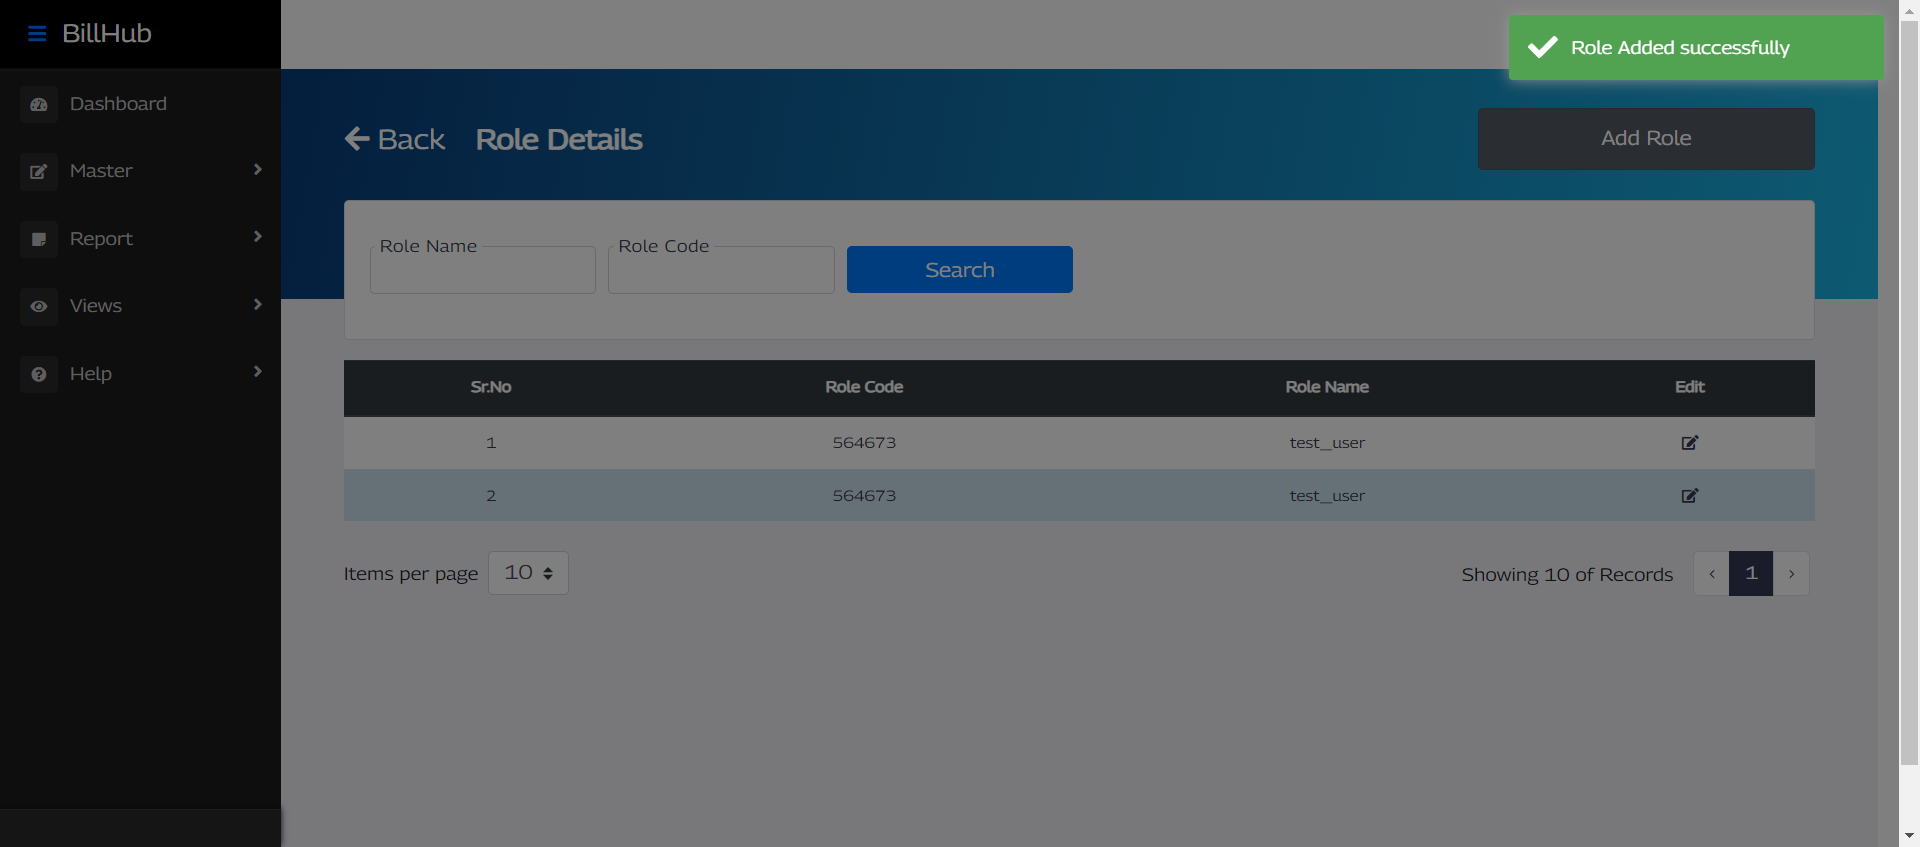 BillHub
Role Added successfully
Dashboard
Master
Report
Views
Help
Back Role Details
Add Role
Role Name
Role Code
Search
Sr.No Role Code Role Name Edit
1 564673 test_user
2 564673 test_user
Items per page 10
Showing 10 of Records ‹ 1 ›